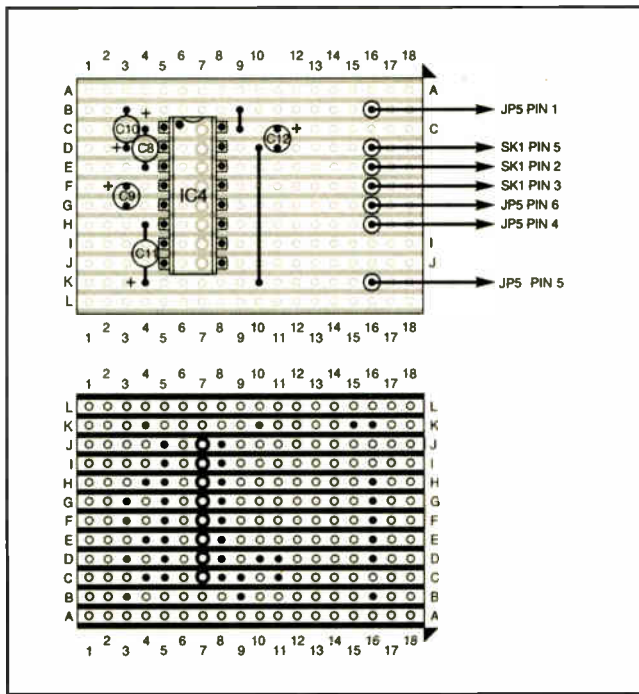 1 2 3 4 5 6 7 8 9 10 11 12 13 14 15 16 17 18
A A
B JP5 PIN 1
C C10 + C12 + C
D + C8 SK1 PIN 5
E SK1 PIN 2
F + C9 IC4 SK1 PIN 3
G JP5 PIN 6
H JP5 PIN 4
I C11 I
J J
K + JP5 PIN 5
L
1 2 3 4 5 6 7 8 9 10 11 12 13 14 15 16 17 18
1 2 3 4 5 6 7 8 9 10 11 12 13 14 15 16 17 18
L L
K K
J J
I I
H H
G G
F F
E E
D D
C C
B B
A A
1 2 3 4 5 6 7 8 9 10 11 12 13 14 15 16 17 18